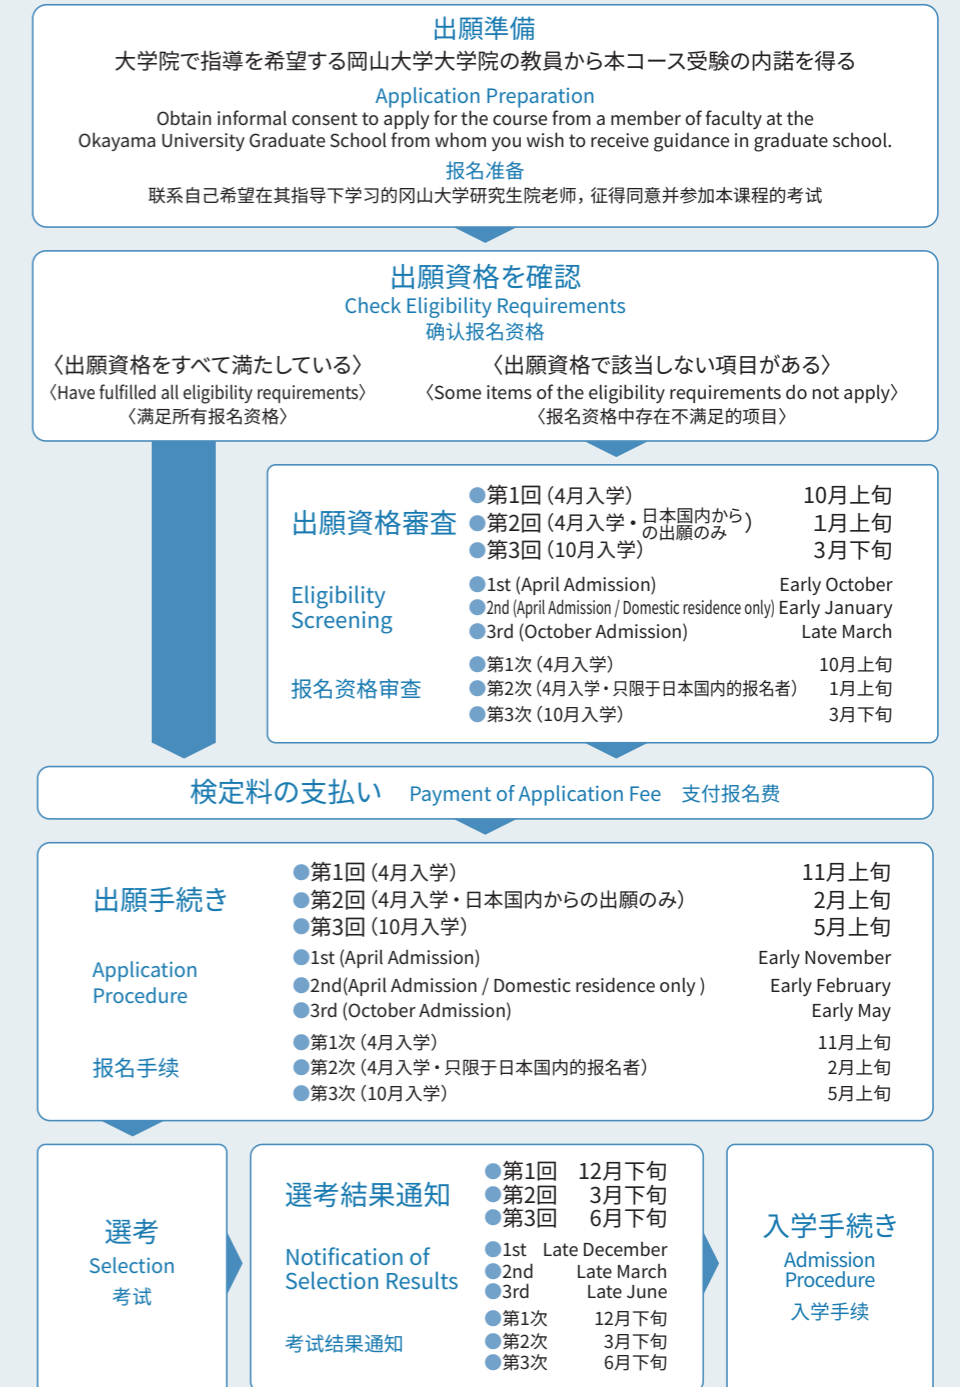 出願準備
大学院で指導を希望する岡山大学大学院の教員から本コース受験の内諾を得る
Application Preparation
Obtain informal consent to apply for the course from a member of faculty at the
Okayama University Graduate School from whom you wish to receive guidance in graduate school.
报名准备
联系自己希望在其指导下学习的冈山大学研究生院老师，征得同意并参加本课程的考试
出願資格を確認
Check Eligibility Requirements
确认报名资格
〈出願資格をすべて満たしている〉
〈Have fulfilled all eligibility requirements〉
〈满足所有报名资格〉
〈出願資格で該当しない項目がある〉
〈Some items of the eligibility requirements do not apply〉
〈报名资格中存在不满足的项目〉
出願資格審査
●第1回（4月入学） 10月上旬
●第2回（4月入学・日本国内からの出願のみ） 1月上旬
●第3回（10月入学） 3月下旬
Eligibility
Screening
●1st (April Admission) Early October
●2nd (April Admission / Domestic residence only) Early January
●3rd (October Admission) Late March
报名资格审查
●第1次（4月入学） 10月上旬
●第2次（4月入学・只限于日本国内的报名者） 1月上旬
●第3次（10月入学） 3月下旬
検定料の支払い Payment of Application Fee 支付报名费
出願手続き
●第1回（4月入学） 11月上旬
●第2回（4月入学・日本国内からの出願のみ） 2月上旬
●第3回（10月入学） 5月上旬
Application
Procedure
●1st (April Admission) Early November
●2nd(April Admission / Domestic residence only ) Early February
●3rd (October Admission) Early May
报名手续
●第1次（4月入学） 11月上旬
●第2次（4月入学・只限于日本国内的报名者） 2月上旬
●第3次（10月入学） 5月上旬
選考
Selection
考试
選考結果通知
●第1回 12月下旬
●第2回 3月下旬
●第3回 6月下旬
Notification of
Selection Results
●1st Late December
●2nd Late March
●3rd Late June
考试结果通知
●第1次 12月下旬
●第2次 3月下旬
●第3次 6月下旬
入学手続き
Admission
Procedure
入学手续